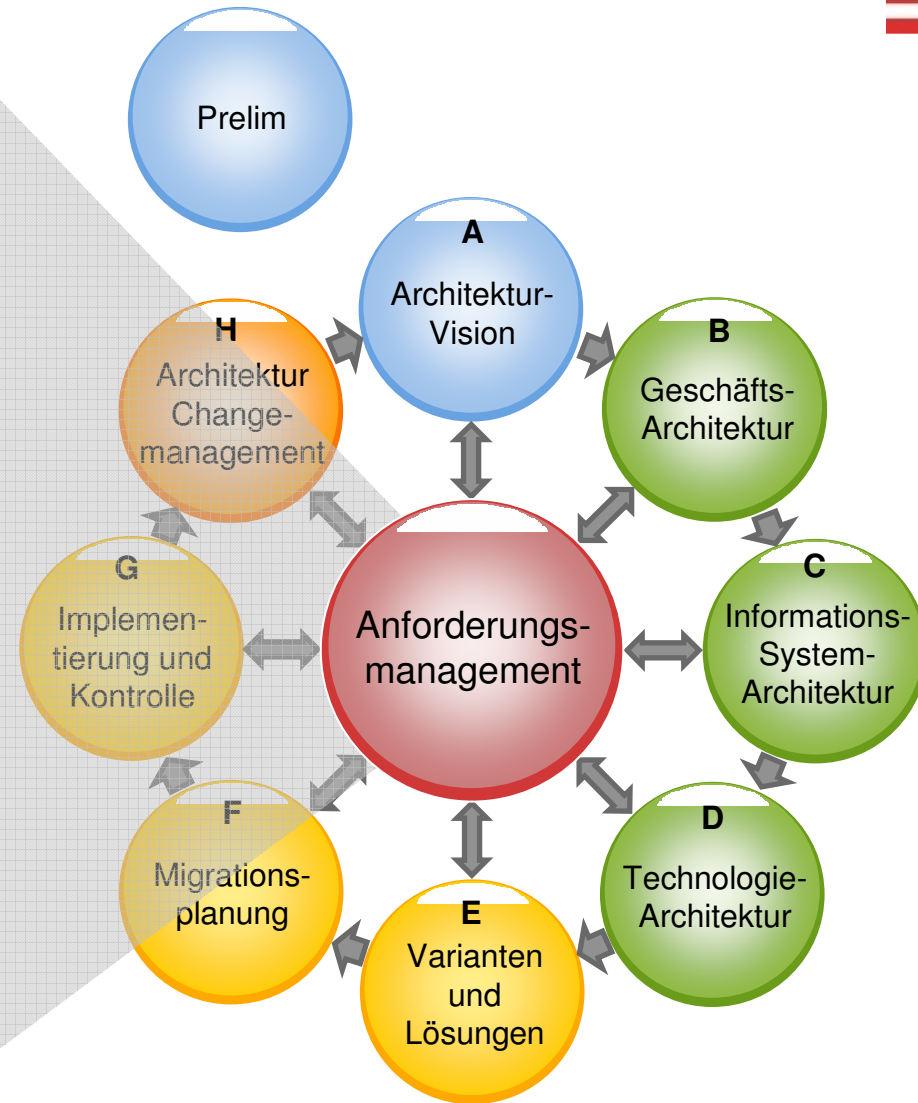 Prelim
A
Architektur-
Vision
B
Geschäfts-
Architektur
C
Informations-
System-
Architektur
D
Technologie-
Architektur
E
Varianten
und
Lösungen
F
Migrations-
planung
G
Implemen-
tierung und
Kontrolle
H
Architektur
Change-
management
Anforderungs-
management